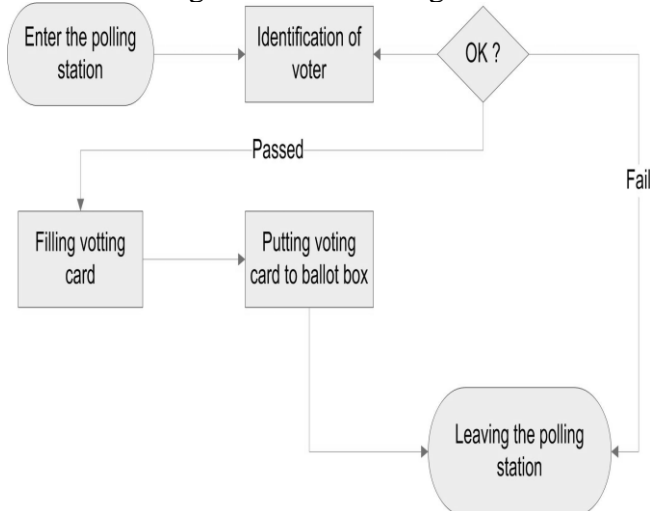 Enter the polling
station
Identification of
voter
OK ?
Passed
Fail
Filling votting
card
Putting voting
card to ballot box
Leaving the polling
station